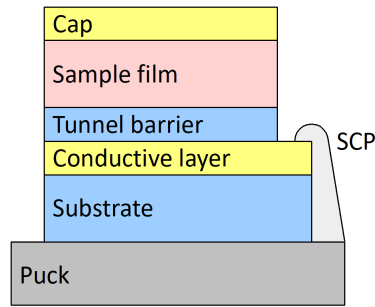 Cap
Sample film
Tunnel barrier
SCP
Conductive layer
Substrate
Puck